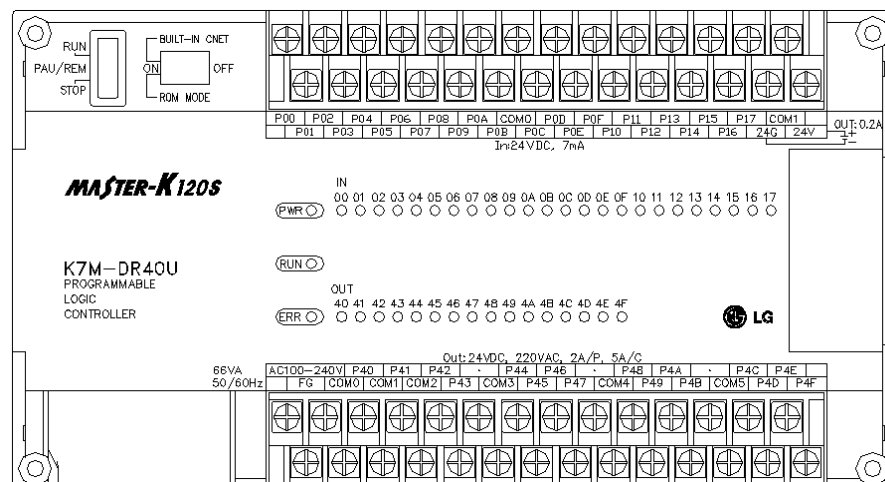 RUN
PAU/REM
STOP
BUILT-IN CNET
ON OFF
ROM MODE
P00 P02 P04 P06 P08 P0A COM0 P0D P0F P11 P13 P15 P17 COM1
P01 P03 P05 P07 P09 P0B P0C P0E P10 P12 P14 P16 24G 24V
OUT:0.2A
+
-
In:24VDC, 7mA
MASTER-K120S
IN
00 01 02 03 04 05 06 07 08 09 0A 0B 0C 0D 0E 0F 10 11 12 13 14 15 16 17
PWR
K7M-DR40U
PROGRAMMABLE
LOGIC
CONTROLLER
RUN
OUT
40 41 42 43 44 45 46 47 48 49 4A 4B 4C 4D 4E 4F
ERR
LG
Out:24VDC, 220VAC, 2A/P, 5A/C
66VA
50/60Hz
AC100-240V P40 P41 P42 · P44 P46 · P48 P4A · P4C P4E
FG COM0 COM1 COM2 P43 COM3 P45 P47 COM4 P49 P4B COM5 P4D P4F